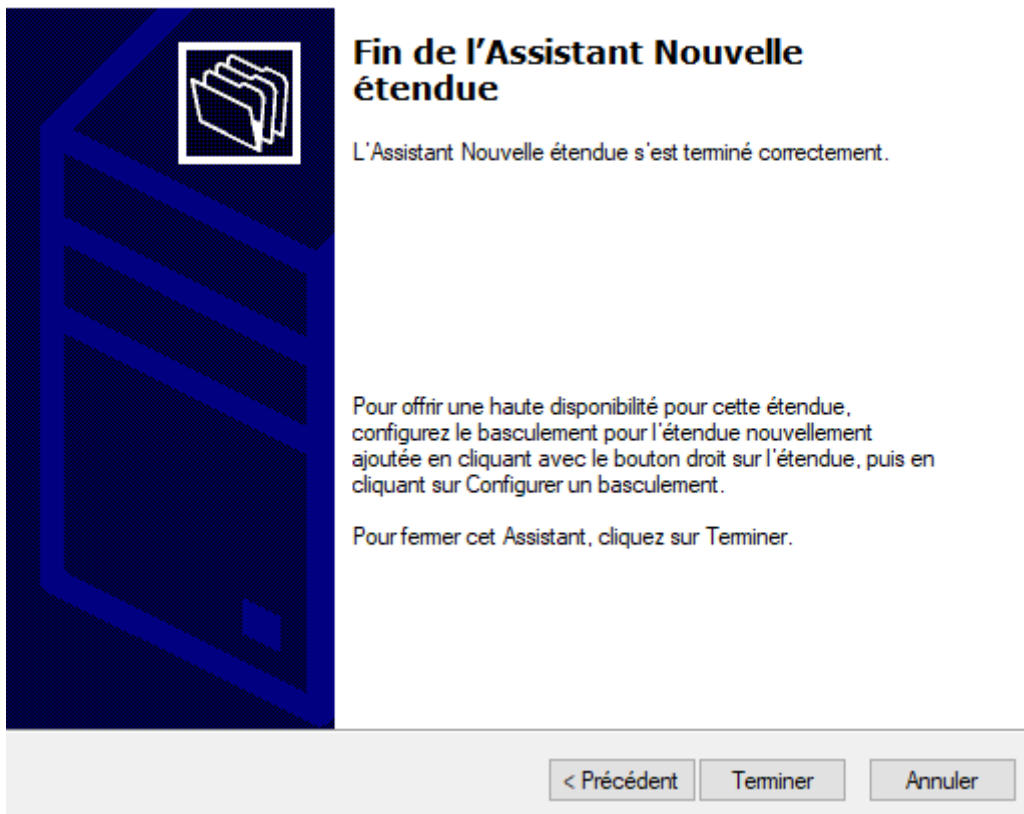 Fin de l'Assistant Nouvelle
étendue
L'Assistant Nouvelle étendue s'est terminé correctement.
Pour offrir une haute disponibilité pour cette étendue,
configurez le basculement pour l'étendue nouvellement
ajoutée en cliquant avec le bouton droit sur l'étendue, puis en
cliquant sur Configurer un basculement.
Pour fermer cet Assistant, cliquez sur Terminer.
< Précédent Terminer Annuler